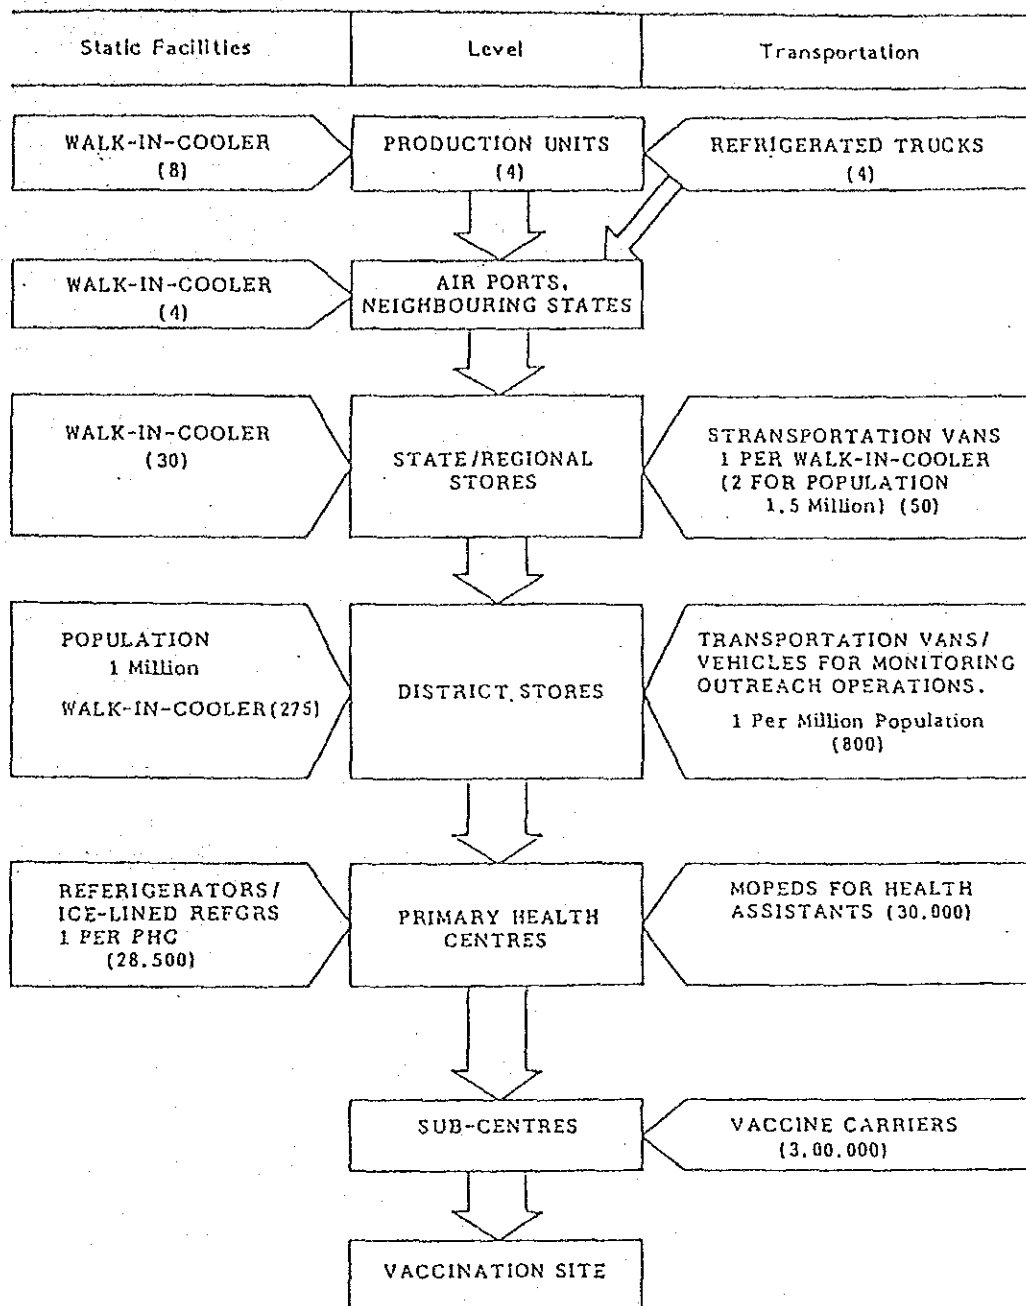 Static Facilities
Level
Transportation
WALK-IN-COOLER
(8)
PRODUCTION UNITS
(4)
REFRIGERATED TRUCKS
(4)
WALK-IN-COOLER
(4)
AIR PORTS.
NEIGHBOURING STATES
WALK-IN-COOLER
(30)
STATE/REGIONAL
STORES
STRANSPORTATION VANS
1 PER WALK-IN-COOLER
(2 FOR POPULATION
1.5 Million) (50)
POPULATION
1 Million
WALK-IN-COOLER(275)
DISTRICT STORES
TRANSPORTATION VANS/
VEHICLES FOR MONITORING
OUTREACH OPERATIONS.
1 Per Million Population
(800)
REFERIGERATORS/
ICE-LINED REFGRS
1 PER PHC
(28.500)
PRIMARY HEALTH
CENTRES
MOPEDS FOR HEALTH
ASSISTANTS (30.000)
SUB-CENTRES
VACCINE CARRIERS
(3.00.000)
VACCINATION SITE